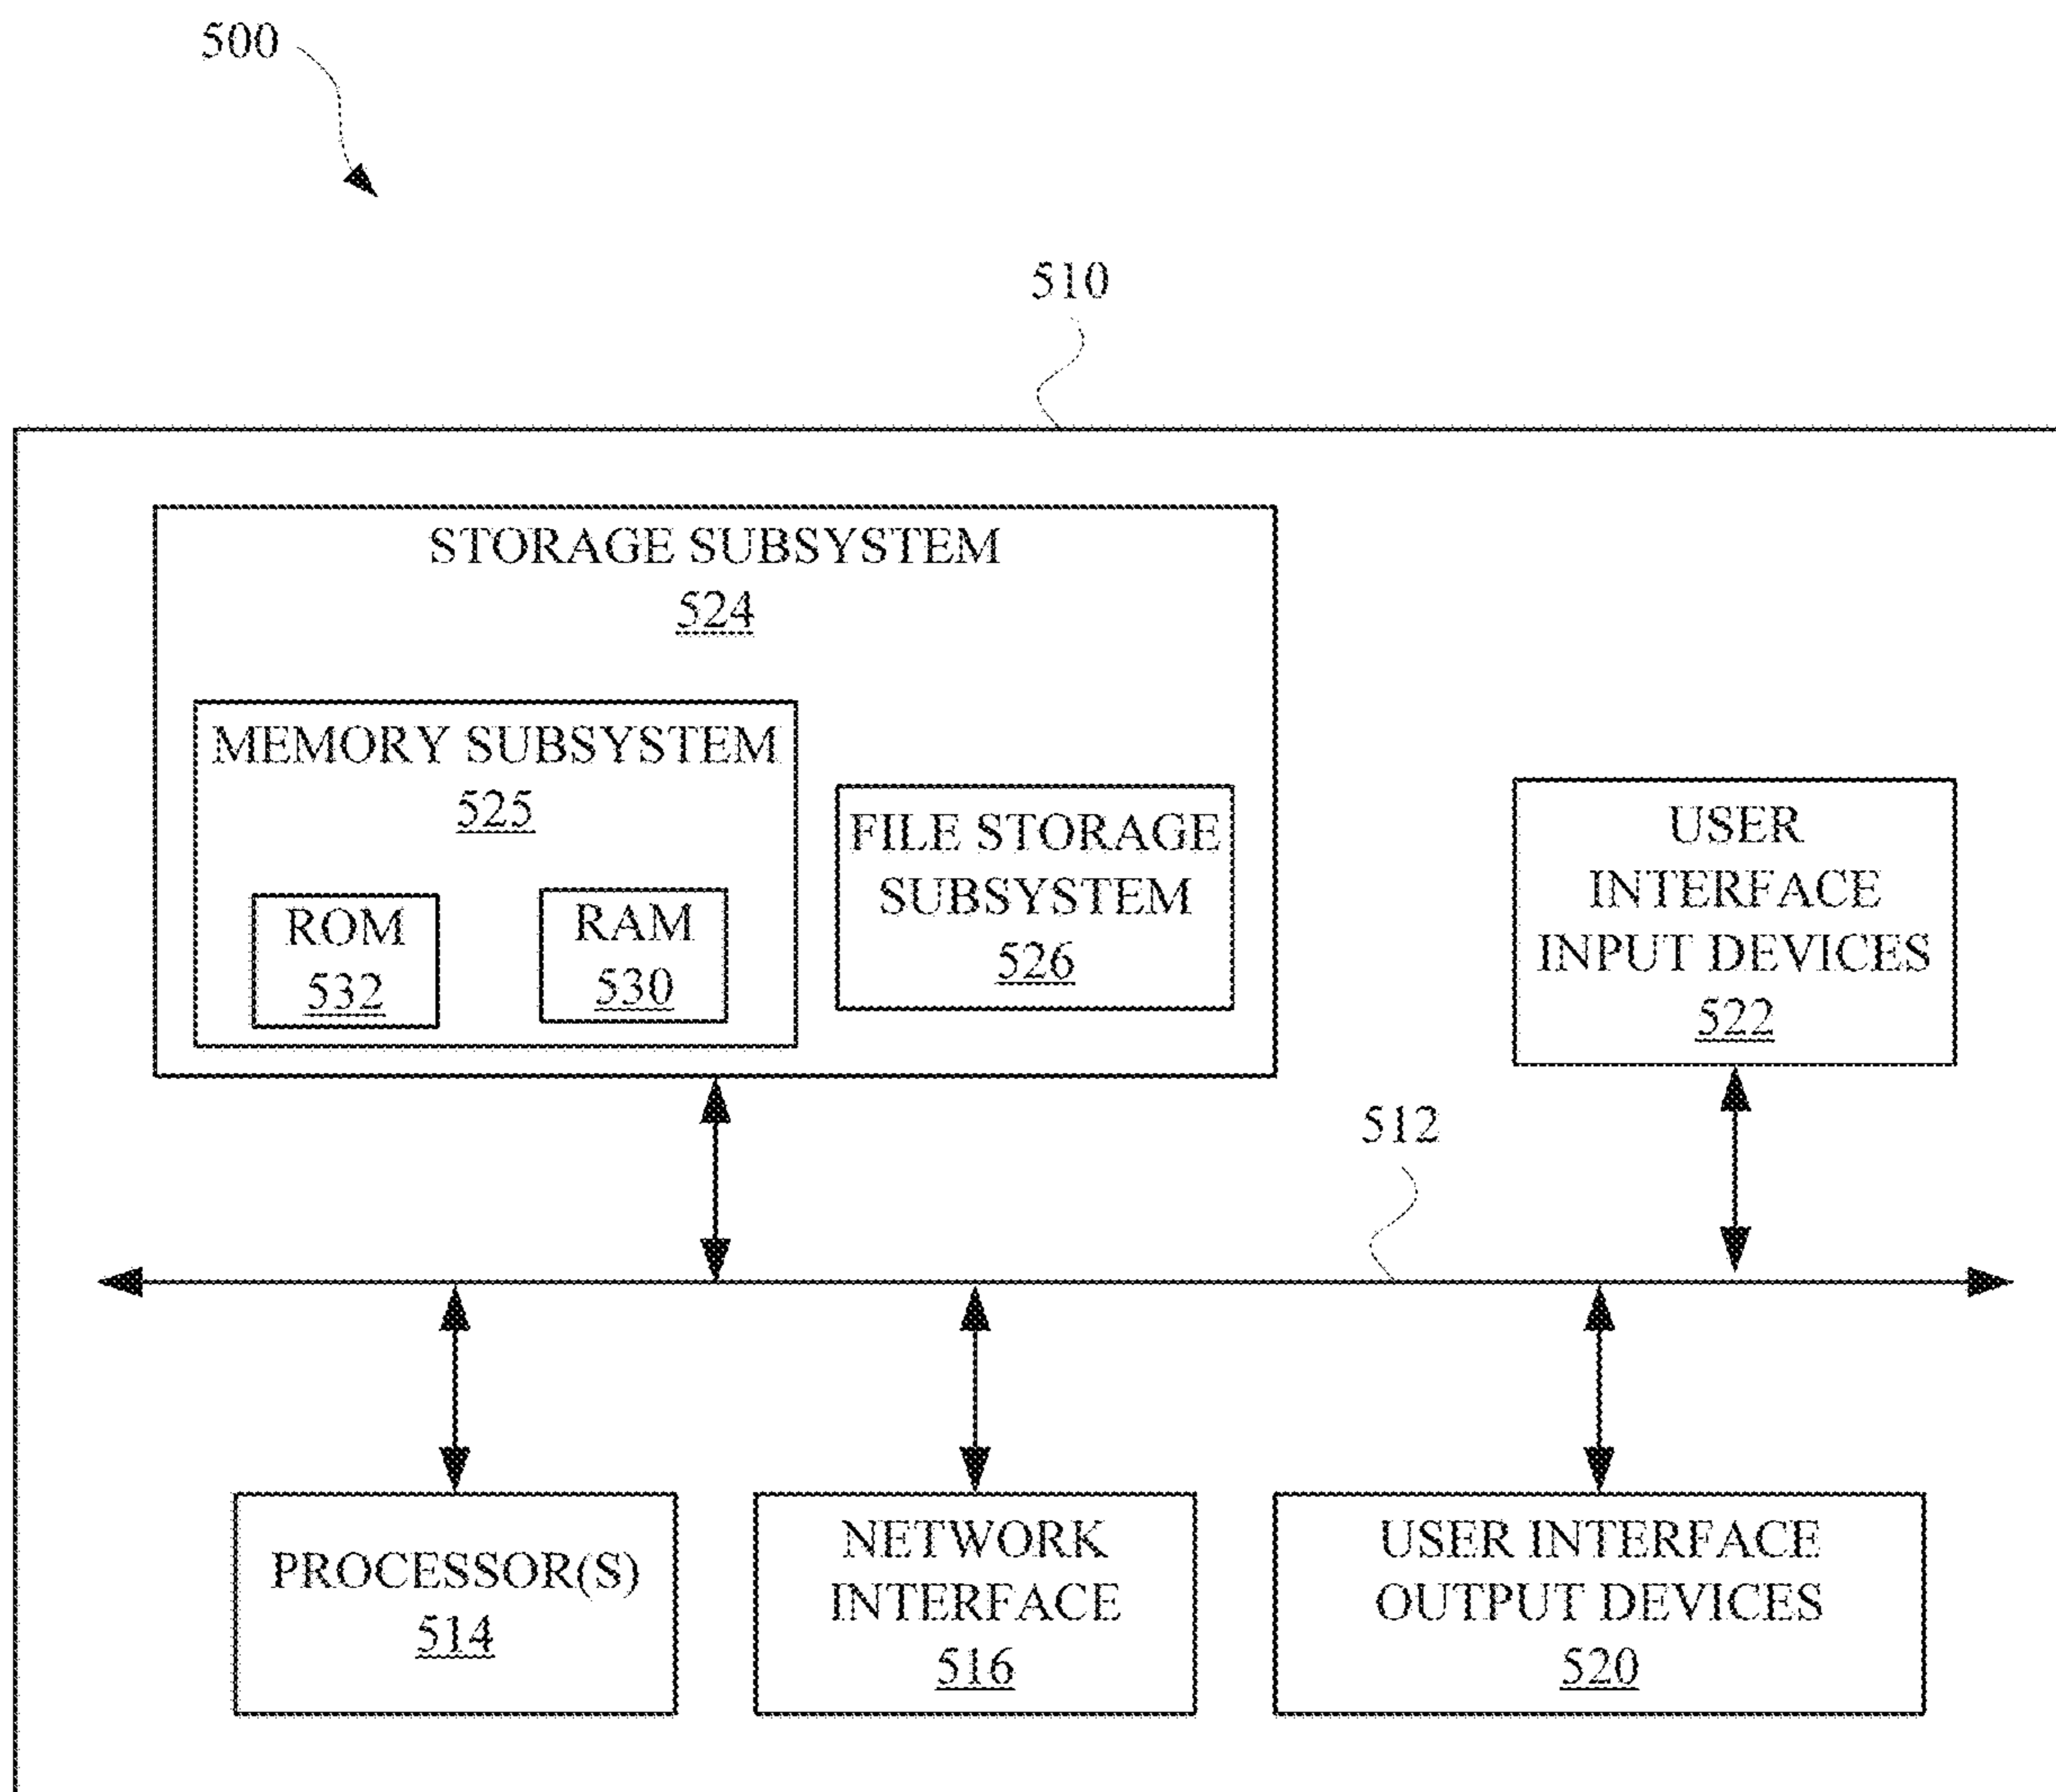 500
510
STORAGE SUBSYSTEM
524
MEMORY SUBSYSTEM
525
ROM
532
RAM
530
FILE STORAGE
SUBSYSTEM
526
USER
INTERFACE
INPUT DEVICES
522
512
PROCESSOR(S)
514
NETWORK
INTERFACE
516
USER INTERFACE
OUTPUT DEVICES
520